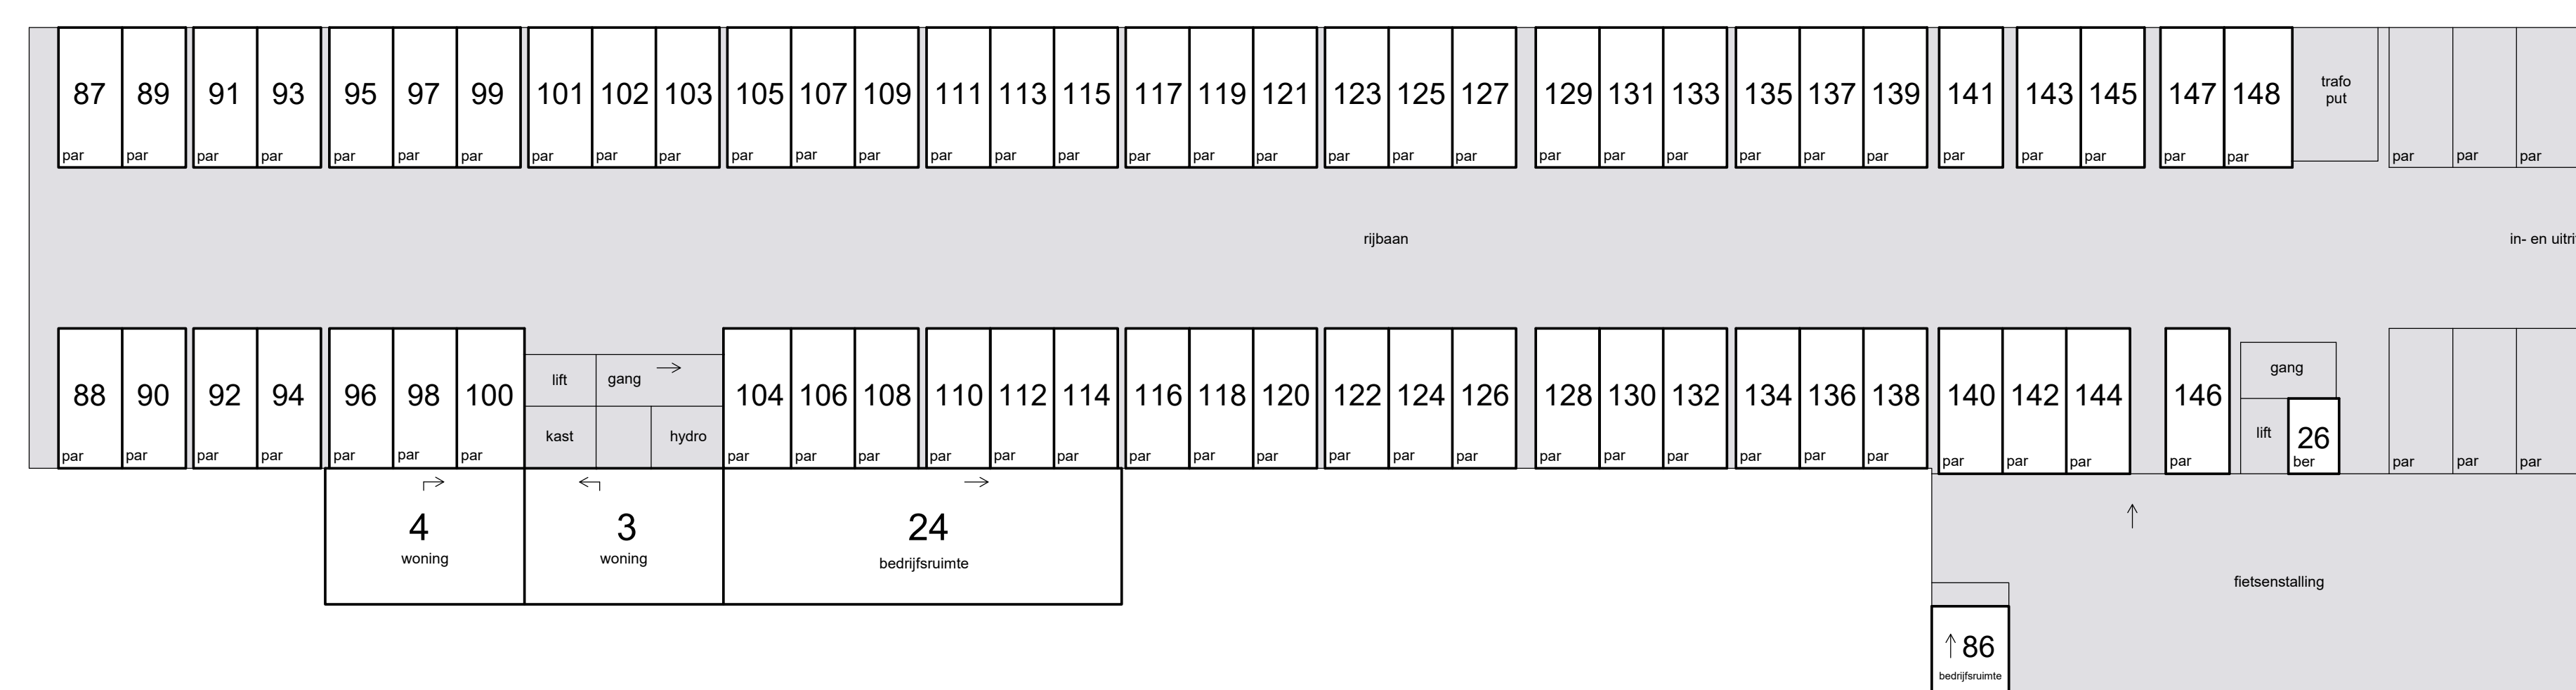 87 89 91 93 95 97 99 101 102 103 105 107 109 111 113 115 117 119 121 123 125 127 129 131 133 135 137 139 141 143 145 147 148
trafo
put
par par par par par par par par par par par par par par par par par par par par par par par par par par par par par par par par par par par par
rijbaan
in- en uitri
88 90 92 94 96 98 100
lift
gang
kast
hydro
104 106 108 110 112 114 116 118 120 122 124 126 128 130 132 134 136 138 140 142 144 146
gang
lift
26
ber
par par par par par par par par par par par par par par par par par par par par par par par par par par par par par par par par
4
woning
3
woning
24
bedrijfsruimte
fietsenstalling
86
bedrijfsruimte